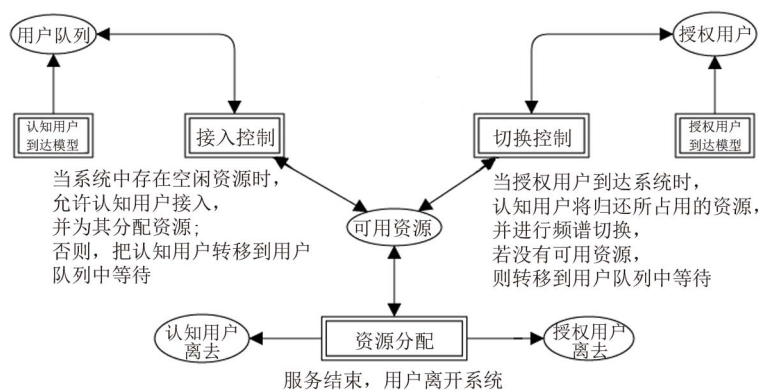 用户队列
授权用户
认知用户
到达模型
接入控制
切换控制
授权用户
到达模型
当系统中存在空闲资源时,
允许认知用户接入,
并为其分配资源;
否则，把认知用户转移到用户
队列中等待
可用资源
当授权用户到达系统时,
认知用户将归还所占用的资源,
并进行频谱切换,
若没有可用资源,
则转移到用户队列中等待
认知用户
离去
资源分配
授权用户
离去
服务结束，用户离开系统